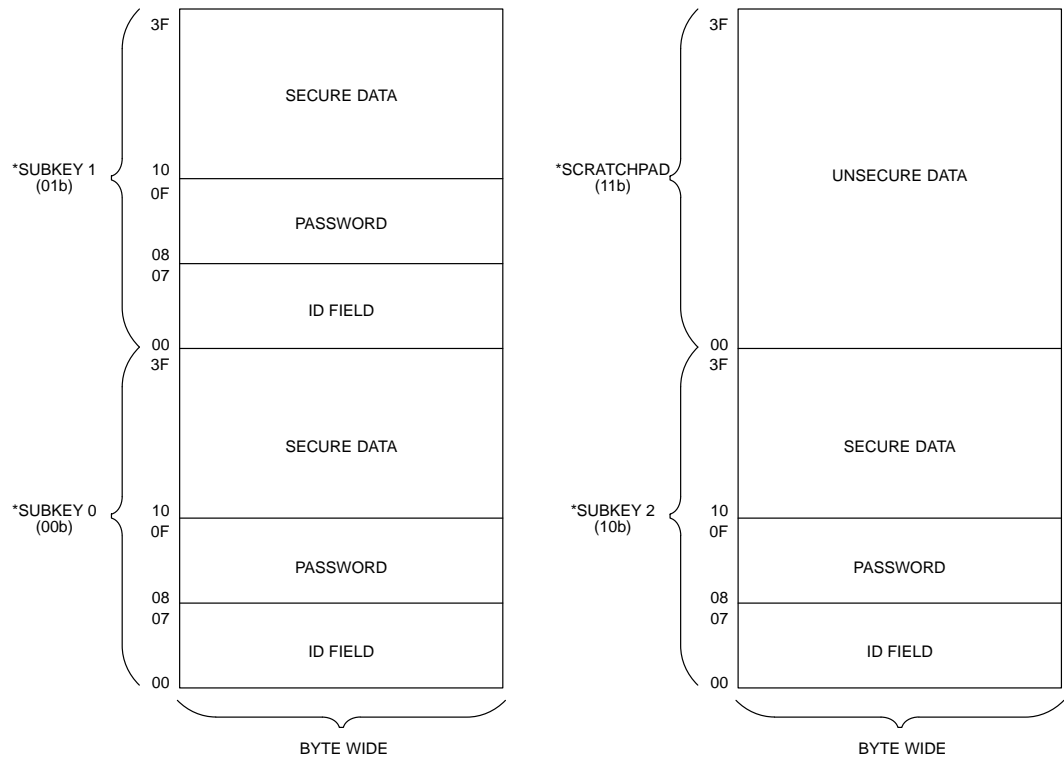 3F
SECURE DATA
*SUBKEY 1
(01b)
10
0F
PASSWORD
08
07
ID FIELD
00
3F
SECURE DATA
*SUBKEY 0
(00b)
10
0F
PASSWORD
08
07
ID FIELD
00
BYTE WIDE
3F
*SCRATCHPAD
(11b)
UNSECURE DATA
00
3F
SECURE DATA
*SUBKEY 2
(10b)
10
0F
PASSWORD
08
07
ID FIELD
00
BYTE WIDE